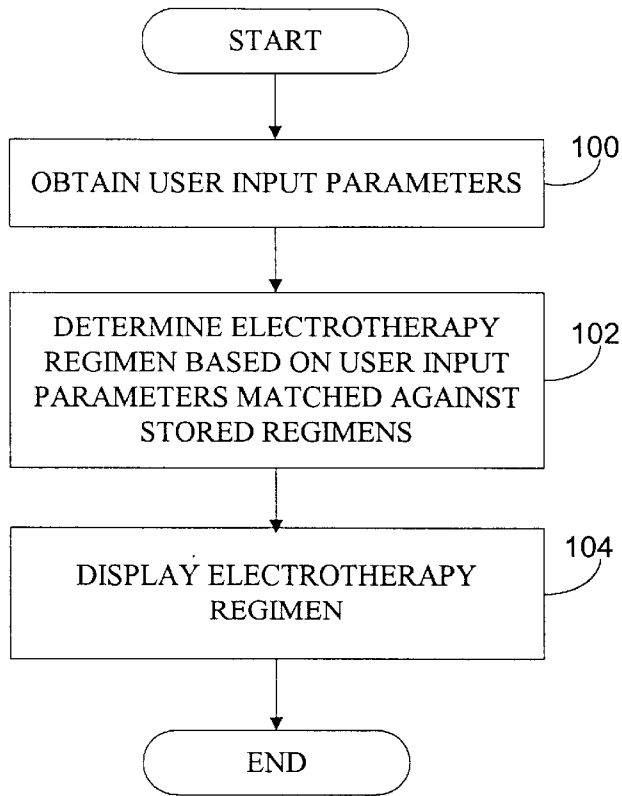 START
OBTAIN USER INPUT PARAMETERS
100
DETERMINE ELECTROTHERAPY
REGIMEN BASED ON USER INPUT
PARAMETERS MATCHED AGAINST
STORED REGIMENS
102
DISPLAY ELECTROTHERAPY
REGIMEN
104
END